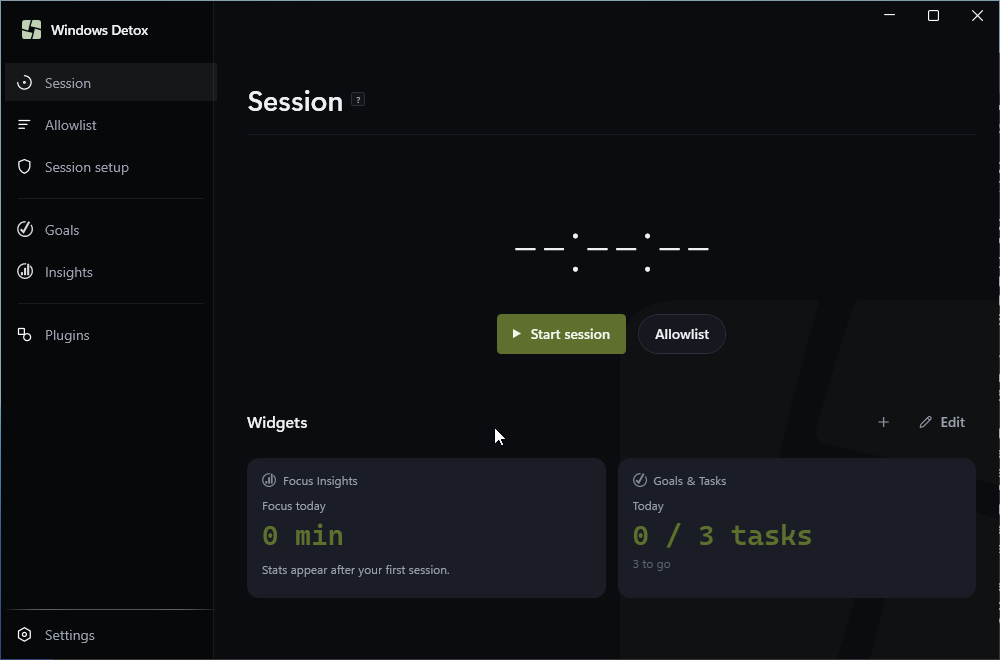 Windows Detox
Session
Allowlist
Session setup
Goals
Insights
Plugins
Settings
Session ?
--:--:--
Start session
Allowlist
Widgets
+ Edit
Focus Insights
Focus today
0 min
Stats appear after your first session.
Goals & Tasks
Today
0 / 3 tasks
3 to go